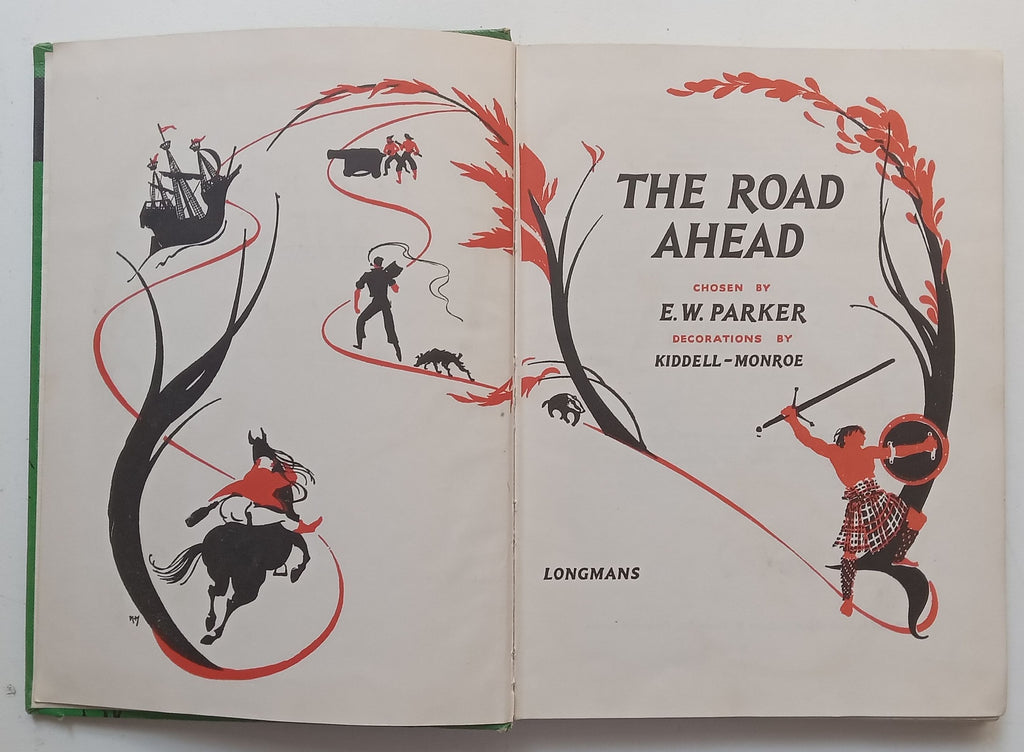 THE ROAD
AHEAD
CHOSEN BY
E.W. PARKER
DECORATIONS BY
KIDDELL-MONROE
LONGMANS